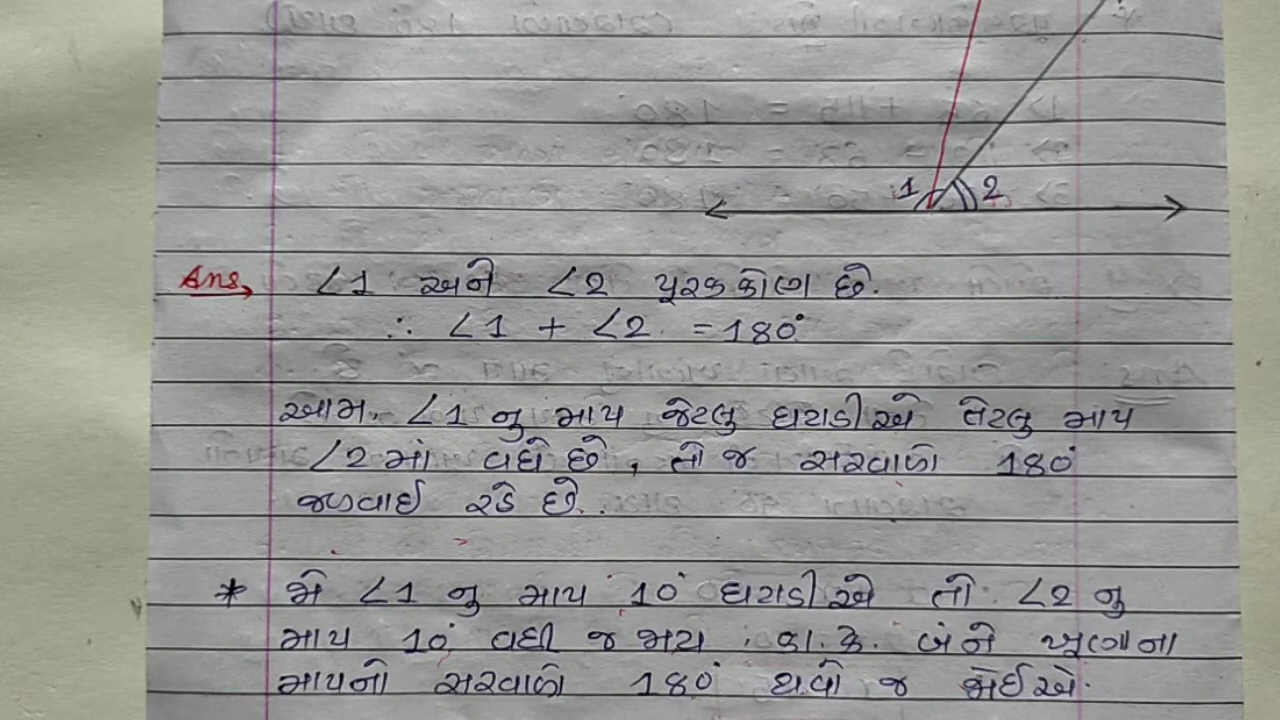 1 2
Ans, ∠1 અને ∠2 પૂરકકોણ છે.
∴ ∠1 + ∠2 = 180°
આમ. ∠1 નુ માપ જેટલુ ઘટાડીએ તેટલુ માપ
∠2 માં વધે છે, તો જ સરવાળો 180°
જળવાઈ રહે છે.
* જો ∠1 નુ માપ 10° ઘટાડીએ તો ∠2 નુ
માપ 10° વધી જ જાય . કા. કે. બંને ખૂણાના
માપનો સરવાળો 180° થવો જ જોઈએ.